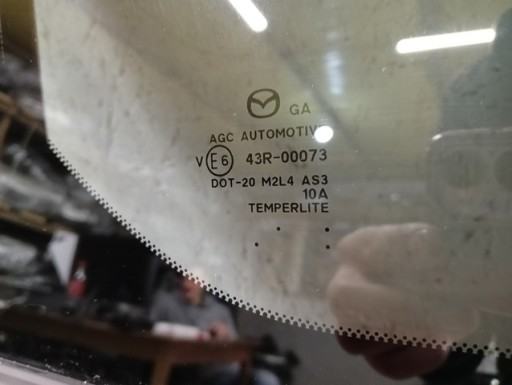 GA
AGC AUTOMOTIVE
V E6 43R-00073
DOT-20 M2L4 AS3
10A
TEMPERLITE